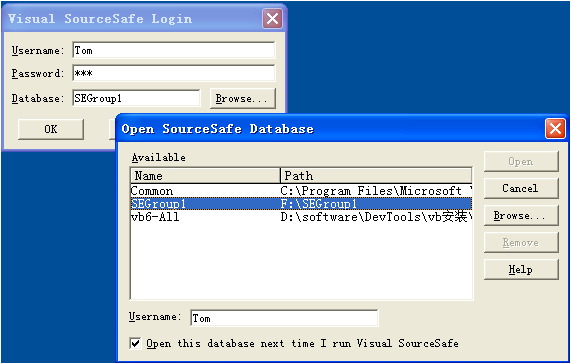 Visual SourceSafe Login
Username: Tom
Password: ***
Database: SEGroup1 Browse...
OK
Open SourceSafe Database
Available
Name Path
Common C:\Program Files\Microsoft
SEGroup1 F:\SEGroup1
vb6-All D:\software\DevTools\vb安装\
Open
Cancel
Browse...
Remove
Help
Username: Tom
Open this database next time I run Visual SourceSafe